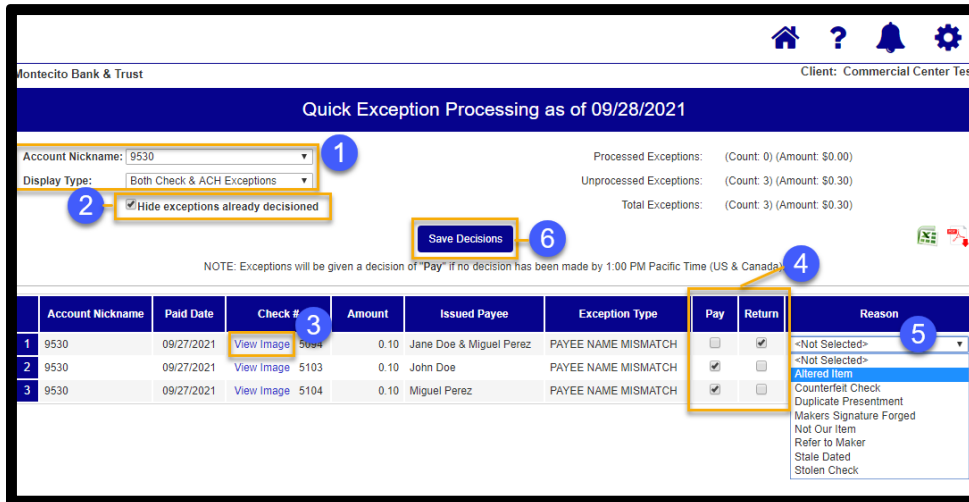 Montecito Bank & Trust Client: Commercial Center Tes
Quick Exception Processing as of 09/28/2021
Account Nickname: 9530 1 Processed Exceptions: (Count: 0) (Amount: $0.00)
Display Type: Both Check & ACH Exceptions Unprocessed Exceptions: (Count: 3) (Amount: $0.30)
2 Hide exceptions already decisioned Total Exceptions: (Count: 3) (Amount: $0.30)
Save Decisions 6
NOTE: Exceptions will be given a decision of "Pay" if no decision has been made by 1:00 PM Pacific Time (US & Canada) 4
Account Nickname Paid Date Check # Amount Issued Payee Exception Type Pay Return Reason
3 5
1 9530 09/27/2021 View Image 5094 0.10 Jane Doe & Miguel Perez PAYEE NAME MISMATCH <Not Selected>
2 9530 09/27/2021 View Image 5103 0.10 John Doe PAYEE NAME MISMATCH
3 9530 09/27/2021 View Image 5104 0.10 Miguel Perez PAYEE NAME MISMATCH
<Not Selected>
Altered Item
Counterfeit Check
Duplicate Presentment
Makers Signature Forged
Not Our Item
Refer to Maker
Stale Dated
Stolen Check